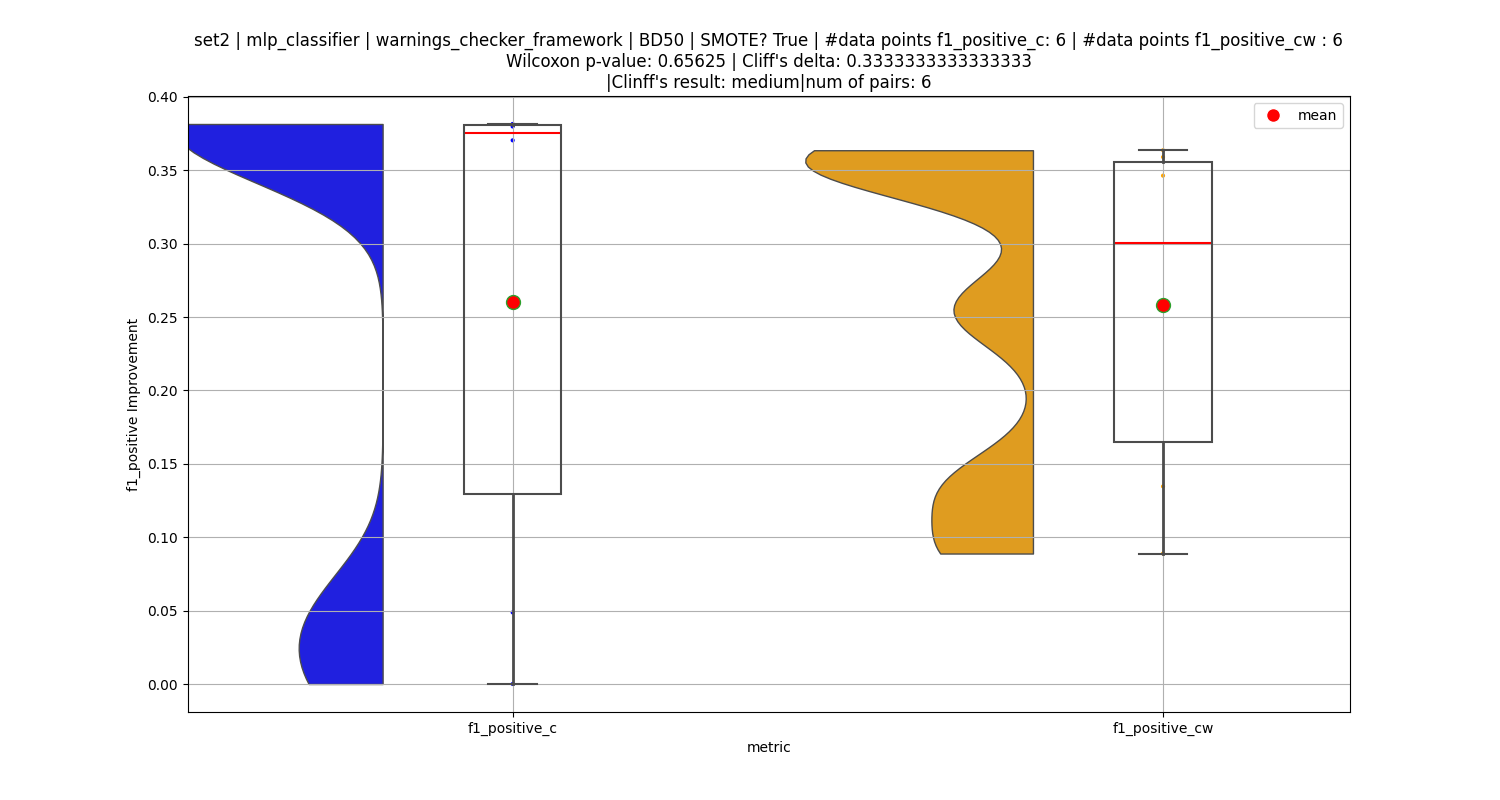 set2 | mlp_classifier | warnings_checker_framework | BD50 | SMOTE? True | #data points f1_positive_c: 6 | #data points f1_positive_cw : 6
Wilcoxon p-value: 0.65625 | Cliff's delta: 0.3333333333333333
|Clinff's result: medium|num of pairs: 6
mean
0.40
0.35
0.30
0.25
0.20
0.15
0.10
0.05
0.00
f1_positive Improvement
f1_positive_c
f1_positive_cw
metric